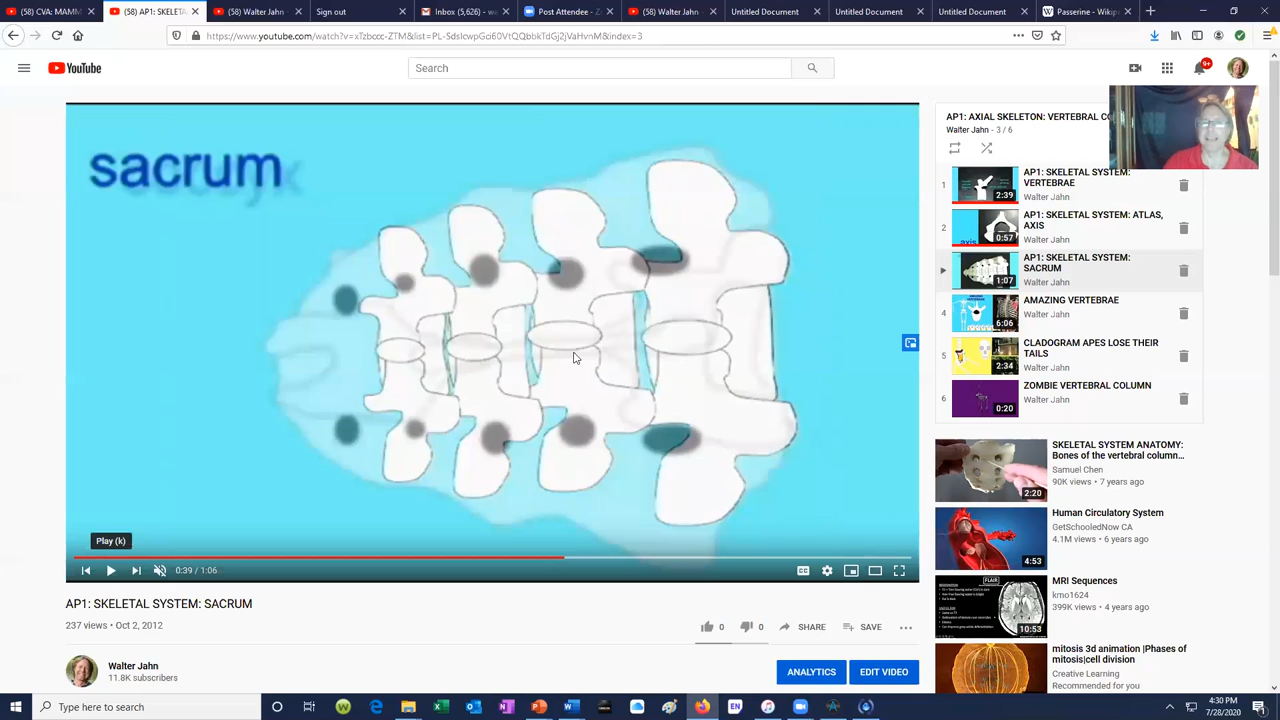 (58) CVA: MAMM
(58) AP1: SKELETA
(58) Walter Jahn
Sign out
Gmail
(26) - w
(58) Walter Jahn
Untitled Document
Untitled
Document
Untitled Document
Passerine - Wikip
https://www.youtube.com/watch?v=xTzbccc-ZTM&list=PL-SdsIcwpGci60VtQQbbkTdGj2jVaHvnM&index=3
YouTube
Search
9+
sacrum
Play (k)
0:39 / 1:06
CC
SKELETAL SYSTEM: SACRUM
237 views • Oct 2, 2012
0
SHARE
SAVE
Walter Jahn
11.8K subscribers
ANALYTICS
EDIT VIDEO
AP1: AXIAL SKELETON: VERTEBRAL CO
Walter Jahn - 3 / 6
1
2:39
AP1: SKELETAL SYSTEM:
VERTEBRAE
Walter Jahn
2
axis
0:57
AP1: SKELETAL SYSTEM: ATLAS,
AXIS
Walter Jahn
1:07
AP1: SKELETAL SYSTEM:
SACRUM
Walter Jahn
4
6:06
AMAZING VERTEBRAE
Walter Jahn
5
2:34
CLADOGRAM APES LOSE THEIR
TAILS
Walter Jahn
6
0:20
ZOMBIE VERTEBRAL COLUMN
Walter Jahn
2:20
SKELETAL SYSTEM ANATOMY:
Bones of the vertebral column...
Samuel Chen
90K views • 7 years ago
4:53
Human Circulatory System
GetSchooledNow CA
4.1M views • 6 years ago
FLAIR
10:53
MRI Sequences
kmo1624
399K views • 4 years ago
mitosis 3d animation |Phases of
mitosis|cell division
Creative Learning
Recommended for you
Type here to search
4:30 PM
7/28/2020